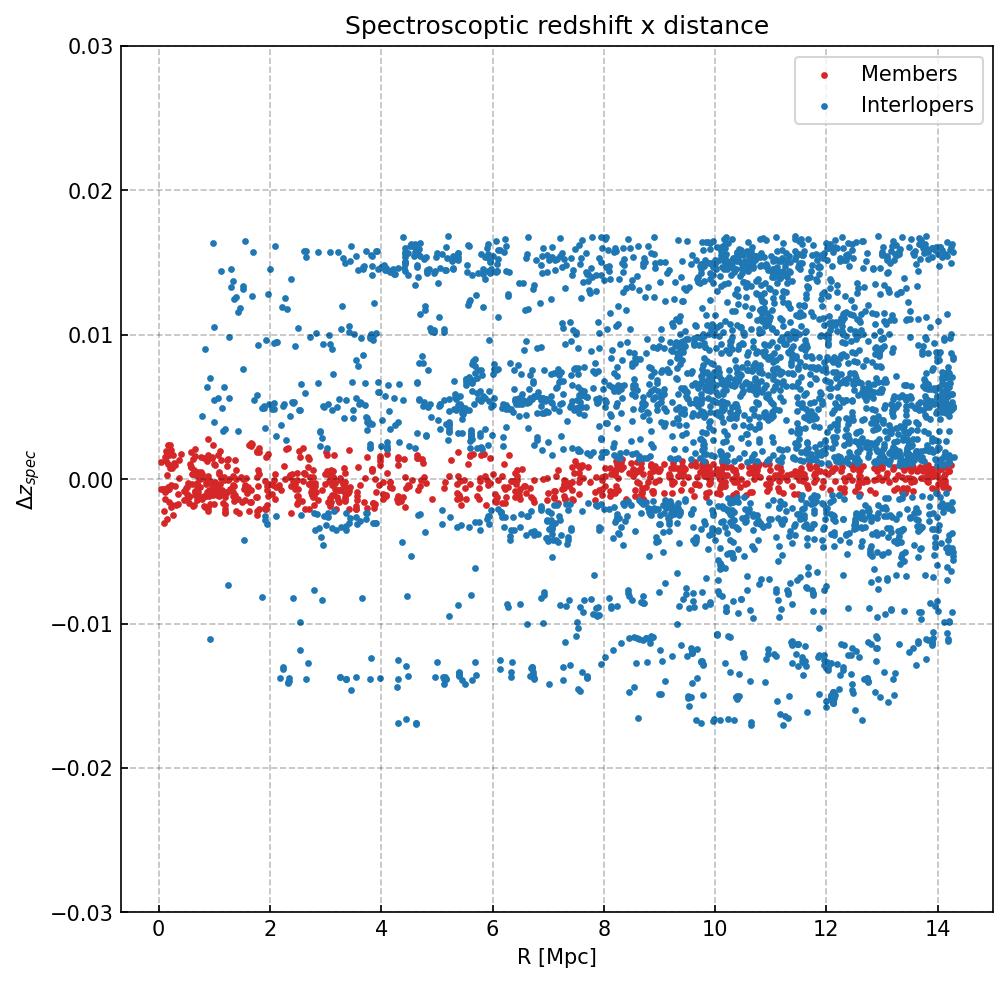 Spectroscoptic redshift x distance
Members
Interlopers
0.03
0.02
0.01
0.00
−0.01
−0.02
−0.03
Δz_spec
0 2 4 6 8 10 12 14
R [Mpc]